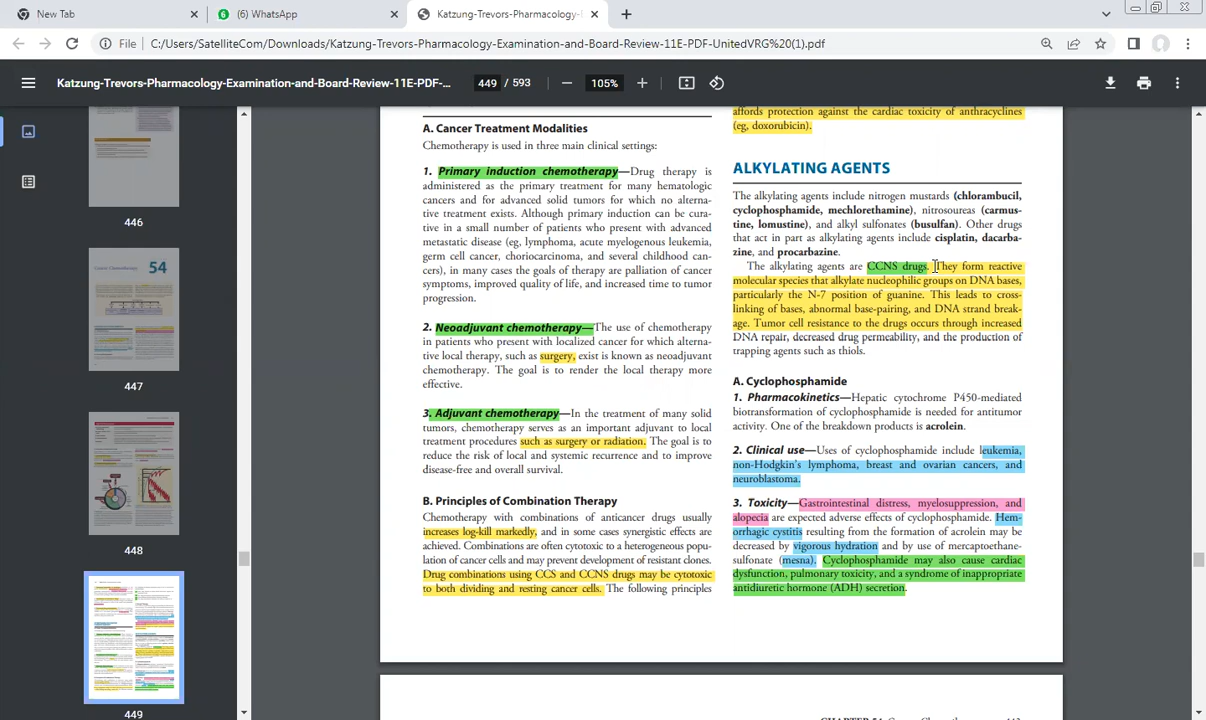 New Tab
(6) WhatsApp
Katzung-Trevors-Pharmacology-
File
C:/Users/SatelliteCom/Downloads/Katzung-Trevors-Pharmacology-Examination-and-Board-Review-11E-PDF-UnitedVRG%20(1).pdf
Katzung-Trevors-Pharmacology-Examination-and-Board-Review-11E-PDF-...
449 / 593
105%
446
447
448
449
A. Cancer Treatment Modalities
Chemotherapy is used in three main clinical settings:
1. Primary induction chemotherapy—Drug therapy is
administered as the primary treatment for many hematologic
cancers and for advanced solid tumors for which no alterna-
tive treatment exists. Although primary induction can be cura-
tive in a small number of patients who present with advanced
metastatic disease (eg, lymphoma, acute myelogenous leukemia,
germ cell cancer, choriocarcinoma, and several childhood can-
cers), in many cases the goals of therapy are palliation of cancer
symptoms, improved quality of life, and increased time to tumor
progression.
2. Neoadjuvant chemotherapy—The use of chemotherapy
in patients who present with localized cancer for which alterna-
tive local therapy, such as surgery, exist is known as neoadjuvant
chemotherapy. The goal is to render the local therapy more
effective.
3. Adjuvant chemotherapy—In the treatment of many solid
tumors, chemotherapy serves as an important adjuvant to local
treatment procedures such as surgery or radiation. The goal is to
reduce the risk of local and systemic recurrence and to improve
disease-free and overall survival.
B. Principles of Combination Therapy
Chemotherapy with combinations of anticancer drugs usually
increases log-kill markedly, and in some cases synergistic effects are
achieved. Combinations are often cytotoxic to a heterogeneous popu-
lation of cancer cells and may prevent development of resistant clones.
Drug combinations using CCS and CCNS drugs may be cytotoxic
to both dividing and resting cancer cells. The following principles
affords protection against the cardiac toxicity of anthracyclines
(eg, doxorubicin).
ALKYLATING AGENTS
The alkylating agents include nitrogen mustards (chlorambucil,
cyclophosphamide, mechlorethamine), nitrosoureas (carmus-
tine, lomustine), and alkyl sulfonates (busulfan). Other drugs
that act in part as alkylating agents include cisplatin, dacarba-
zine, and procarbazine.
The alkylating agents are CCNS drugs. They form reactive
molecular species that alkylate nucleophilic groups on DNA bases,
particularly the N-7 position of guanine. This leads to cross-
linking of bases, abnormal base-pairing, and DNA strand break-
age. Tumor cell resistance to the drugs occurs through increased
DNA repair, decreased drug permeability, and the production of
trapping agents such as thiols.
A. Cyclophosphamide
1. Pharmacokinetics—Hepatic cytochrome P450-mediated
biotransformation of cyclophosphamide is needed for antitumor
activity. One of the breakdown products is acrolein.
2. Clinical use—Uses of cyclophosphamide include leukemia,
non-Hodgkin's lymphoma, breast and ovarian cancers, and
neuroblastoma.
3. Toxicity—Gastrointestinal distress, myelosuppression, and
alopecia are expected adverse effects of cyclophosphamide. Hem-
orrhagic cystitis resulting from the formation of acrolein may be
decreased by vigorous hydration and by use of mercaptoethane-
sulfonate (mesna). Cyclophosphamide may also cause cardiac
dysfunction, pulmonary toxicity, and a syndrome of inappropriate
antidiuretic hormone (ADH) secretion.